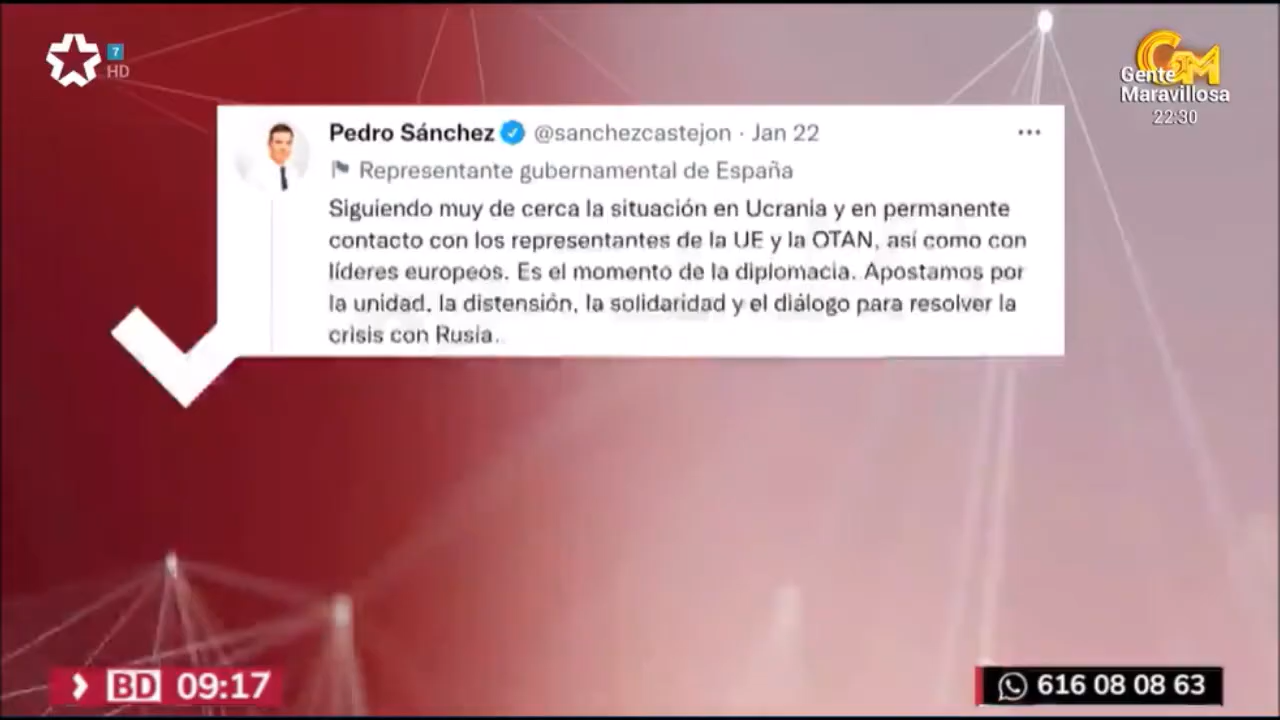 7
HD
GM
Gente
Maravillosa
22:30
Pedro Sánchez @sanchezcastejon · Jan 22 ···
Representante gubernamental de España
Siguiendo muy de cerca la situación en Ucrania y en permanente
contacto con los representantes de la UE y la OTAN, así como con
líderes europeos. Es el momento de la diplomacia. Apostamos por
la unidad, la distensión, la solidaridad y el diálogo para resolver la
crisis con Rusia.
BD 09:17
616 08 08 63